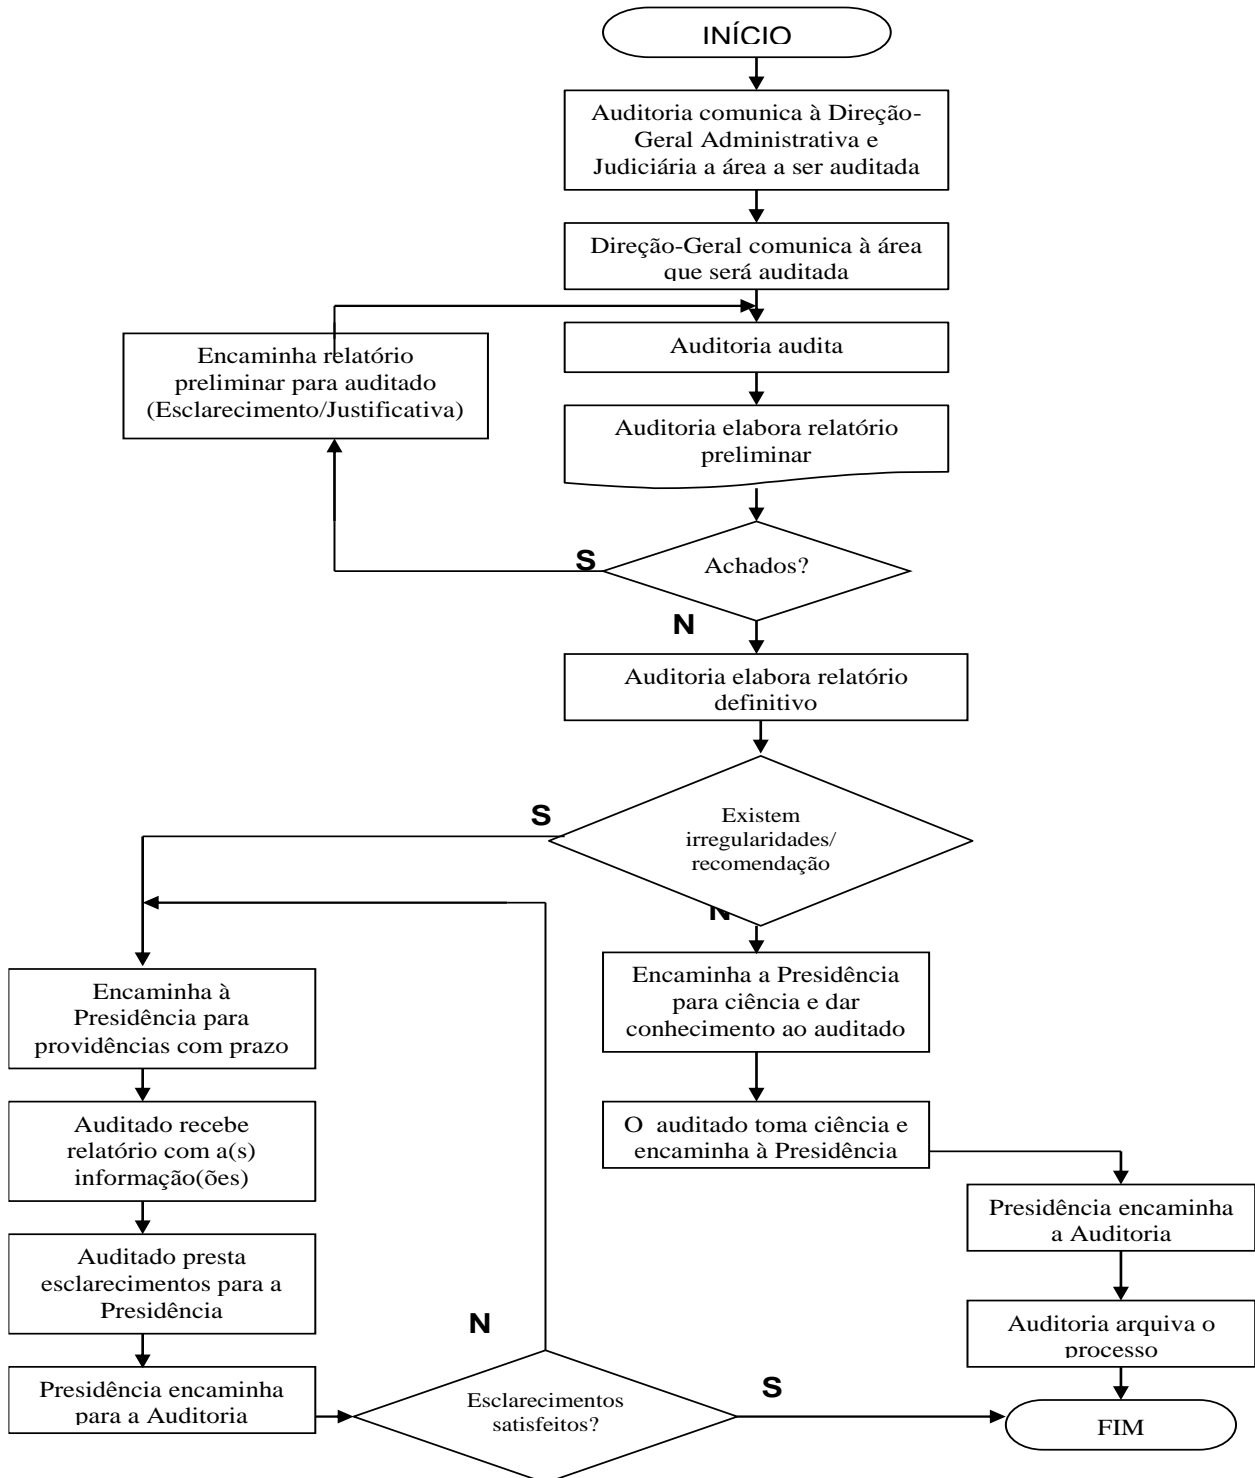 INÍCIO
Auditoria comunica à Direção-
Geral Administrativa e
Judiciária a área a ser auditada
Direção-Geral comunica à área
que será auditada
Auditoria audita
Encaminha relatório
preliminar para auditado
(Esclarecimento/Justificativa)
Auditoria elabora relatório
preliminar
S
Achados?
N
Auditoria elabora relatório
definitivo
S
Existem
irregularidades/
recomendação
N
Encaminha à
Presidência para
providências com prazo
Auditado recebe
relatório com a(s)
informação(ões)
Auditado presta
esclarecimentos para a
Presidência
Presidência encaminha
para a Auditoria
N
Esclarecimentos
satisfeitos?
S
Encaminha a Presidência
para ciência e dar
conhecimento ao auditado
O auditado toma ciência e
encaminha à Presidência
Presidência encaminha
a Auditoria
Auditoria arquiva o
processo
FIM